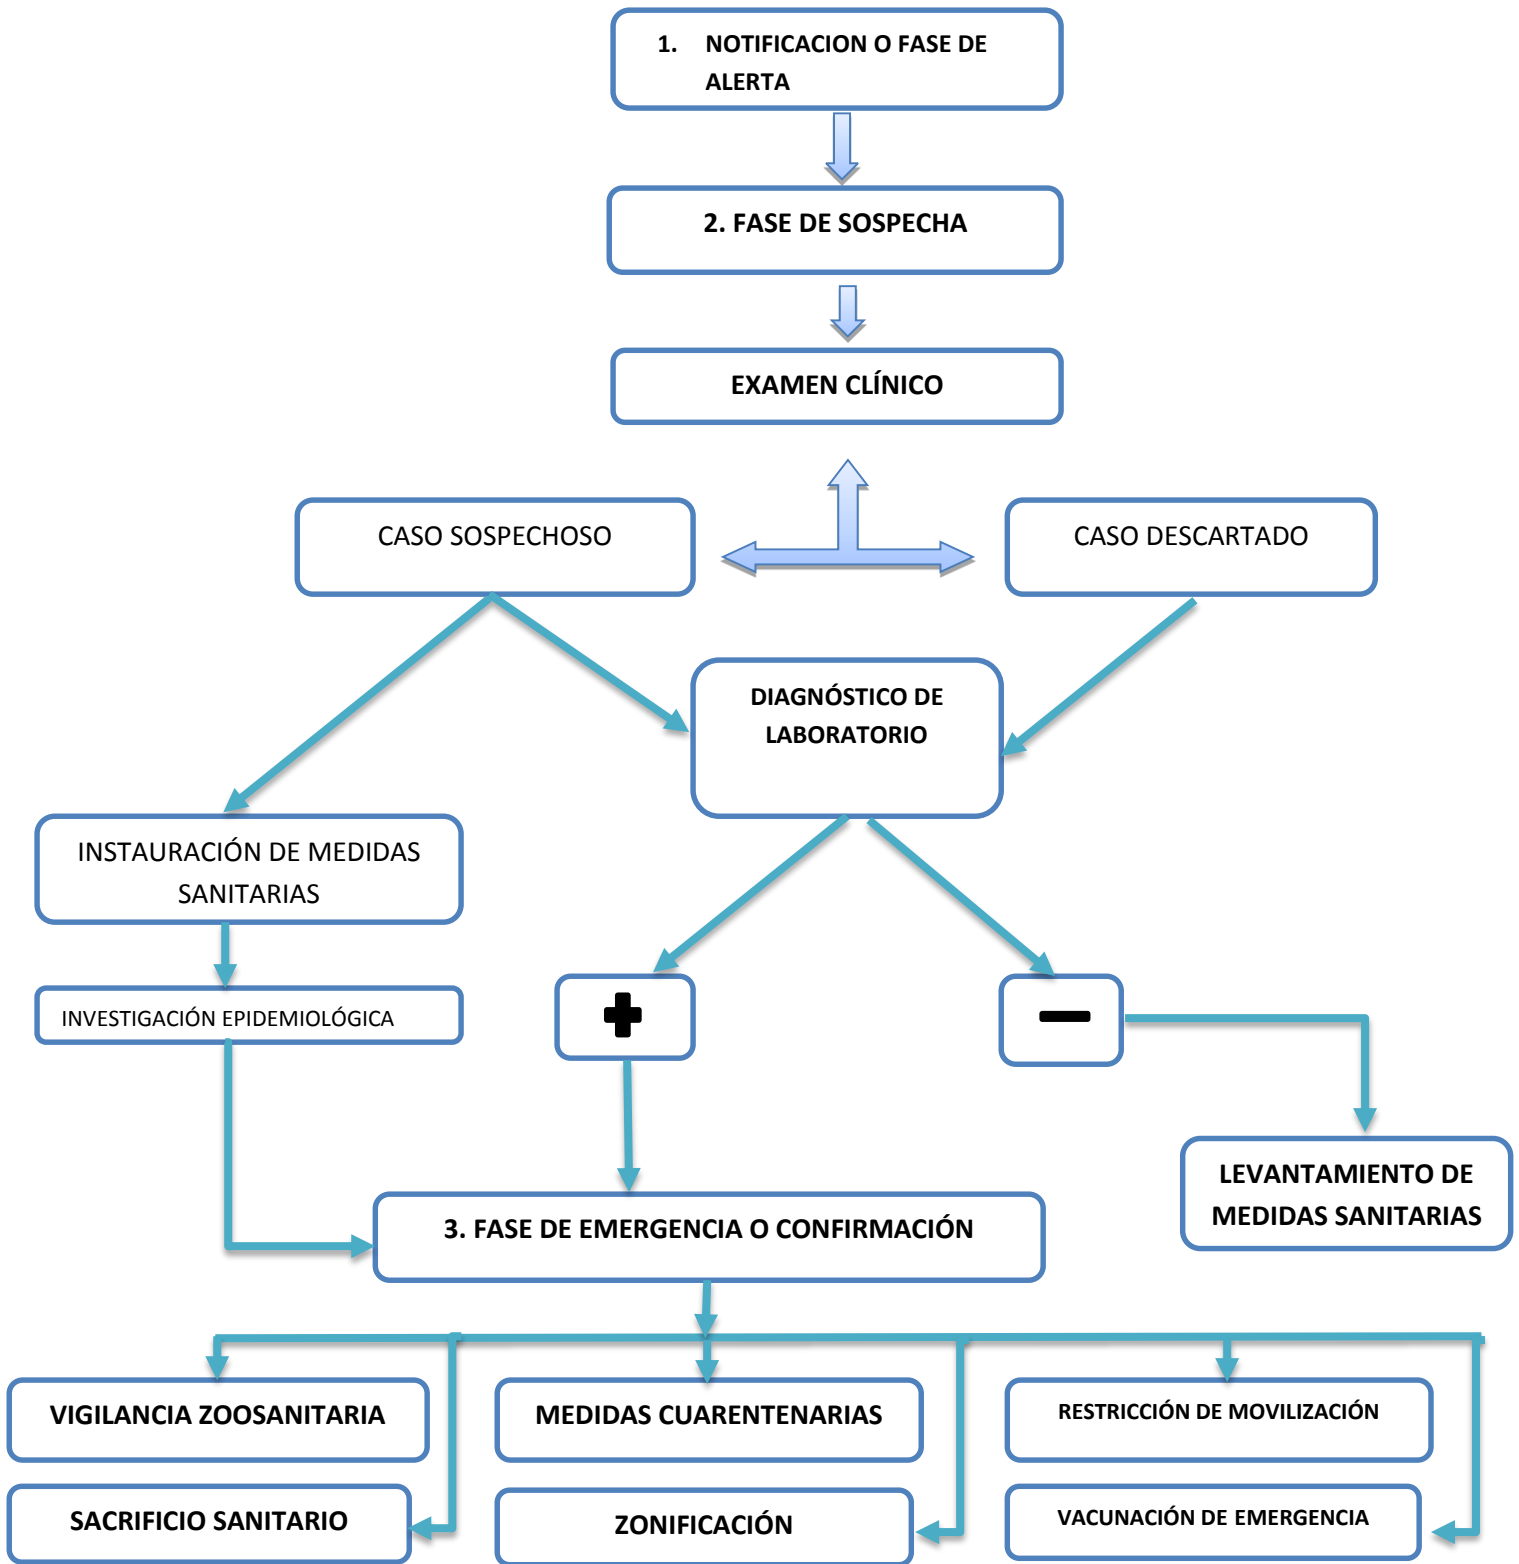 1. NOTIFICACION O FASE DE
ALERTA
2. FASE DE SOSPECHA
EXAMEN CLÍNICO
CASO SOSPECHOSO
CASO DESCARTADO
DIAGNÓSTICO DE
LABORATORIO
INSTAURACIÓN DE MEDIDAS
SANITARIAS
INVESTIGACIÓN EPIDEMIOLÓGICA
+
−
LEVANTAMIENTO DE
MEDIDAS SANITARIAS
3. FASE DE EMERGENCIA O CONFIRMACIÓN
VIGILANCIA ZOOSANITARIA
MEDIDAS CUARENTENARIAS
RESTRICCIÓN DE MOVILIZACIÓN
SACRIFICIO SANITARIO
ZONIFICACIÓN
VACUNACIÓN DE EMERGENCIA